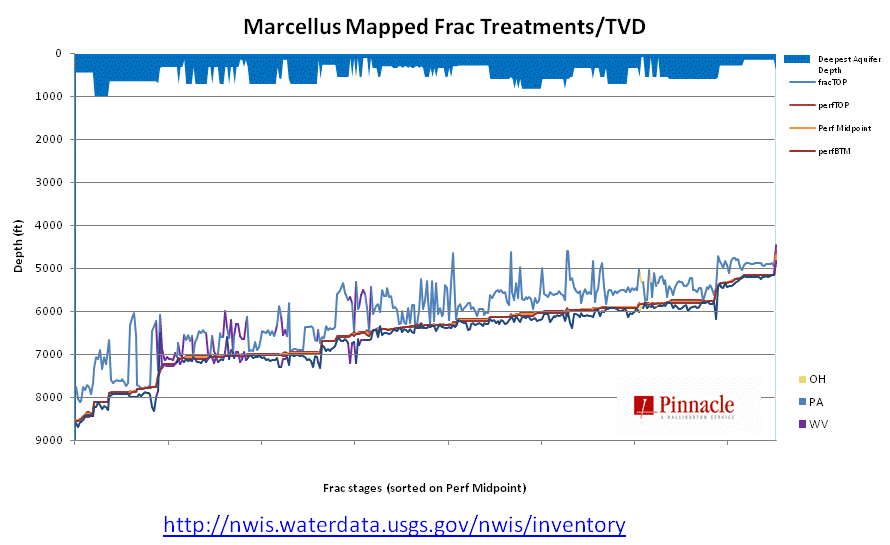 Marcellus Mapped Frac Treatments/TVD
0
1000
2000
3000
4000
5000
6000
7000
8000
9000
Depth (ft)
Deepest Aquifer
Depth
fracTOP
perfTOP
Perf Midpoint
perfBTM
OH
PA
WV
Pinnacle
A HALLIBURTON SERVICE
Frac stages (sorted on Perf Midpoint)
http://nwis.waterdata.usgs.gov/nwis/inventory